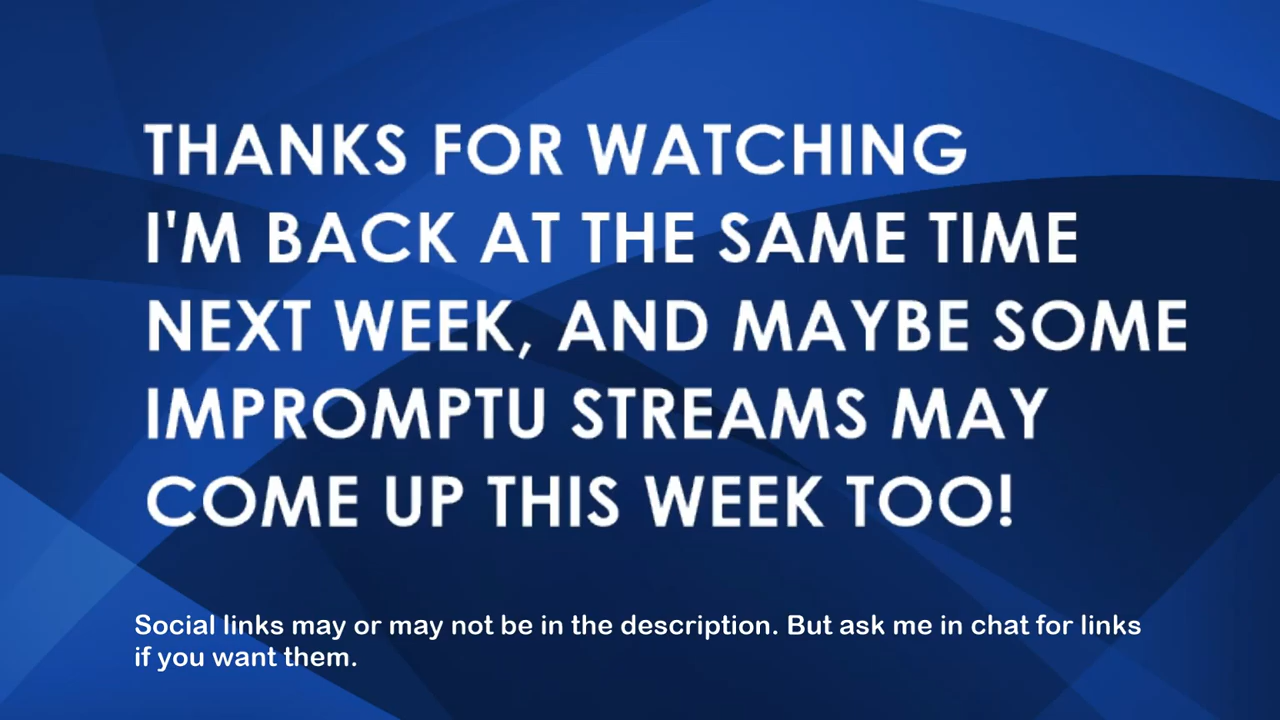 THANKS FOR WATCHING
I'M BACK AT THE SAME TIME
NEXT WEEK, AND MAYBE SOME
IMPROMPTU STREAMS MAY
COME UP THIS WEEK TOO!
Social links may or may not be in the description. But ask me in chat for links
if you want them.